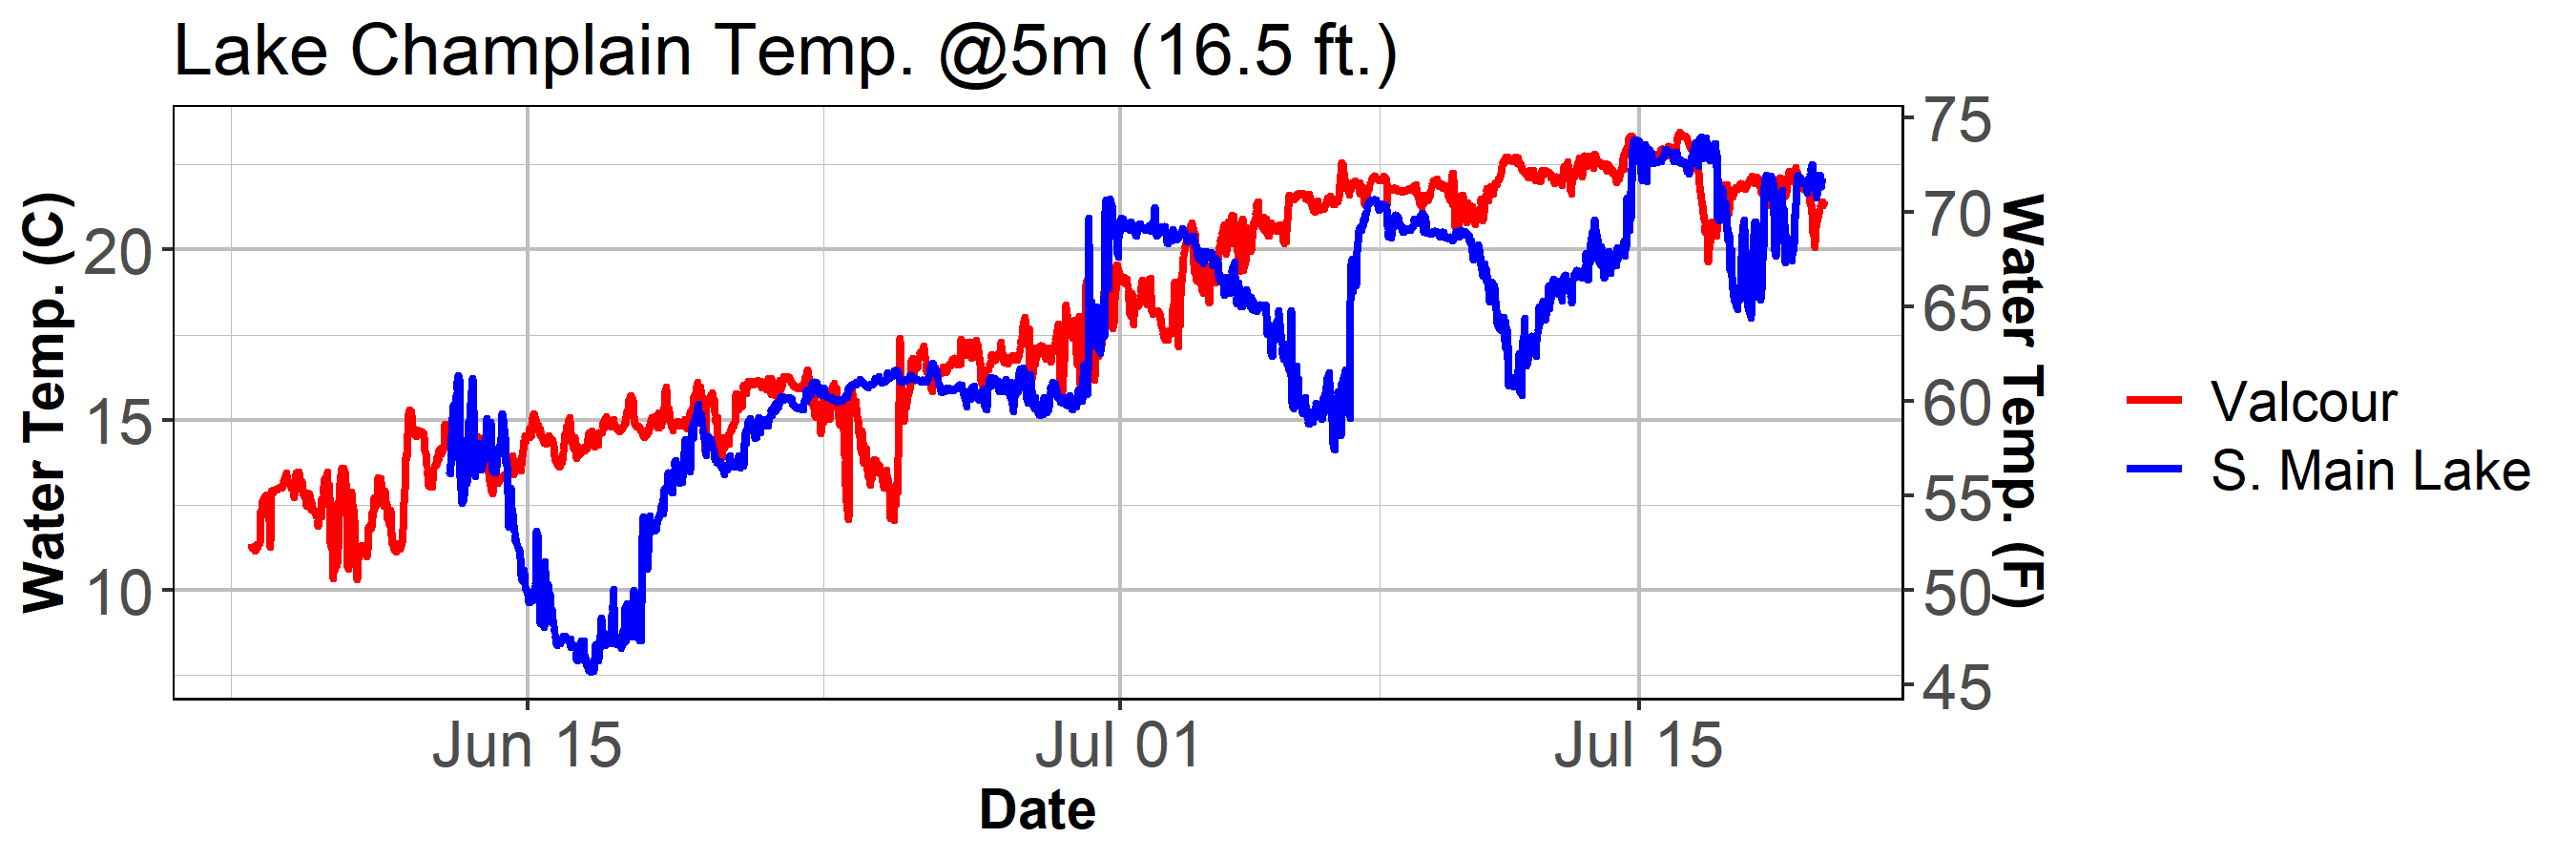 Lake Champlain Temp. @5m (16.5 ft.)
Water Temp. (C)
20
15
10
75
70
65
60
55
50
45
Water Temp. (F)
Jun 15
Jul 01
Jul 15
Date
Valcour
S. Main Lake